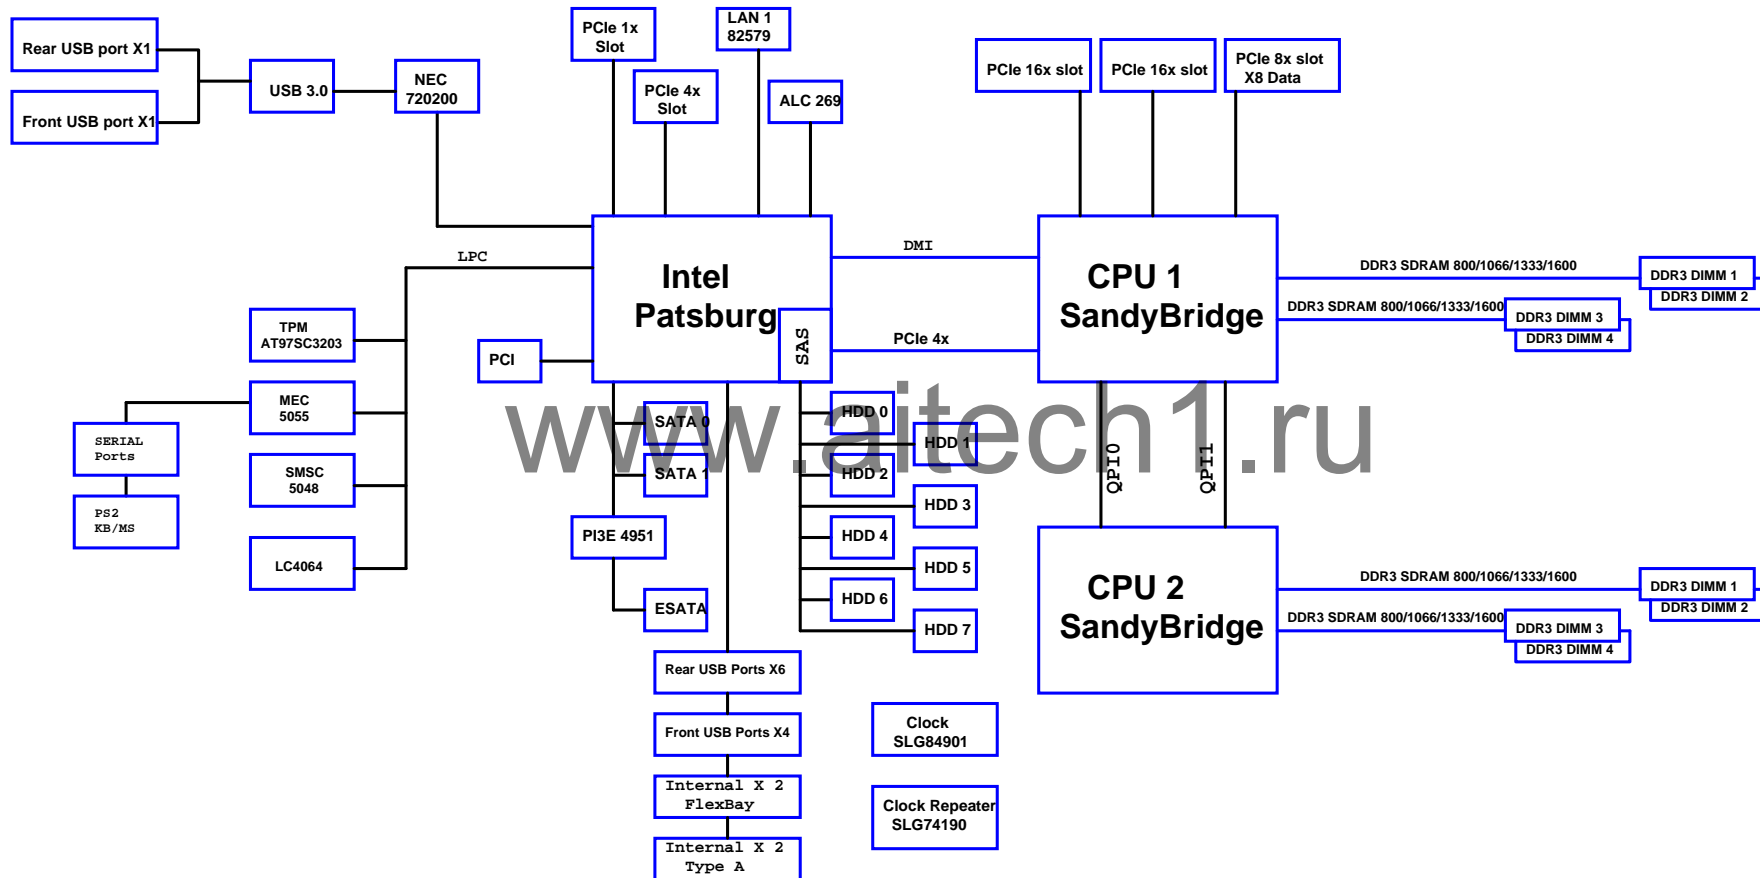 Rear USB port X1
Front USB port X1
USB 3.0
NEC
720200
PCIe 1x
Slot
PCIe 4x
Slot
LAN 1
82579
ALC 269
PCIe 16x slot
PCIe 16x slot
PCIe 8x slot
X8 Data
LPC
Intel
Patsburg
SAS
DMI
PCIe 4x
CPU 1
SandyBridge
DDR3 SDRAM 800/1066/1333/1600
DDR3 DIMM 1
DDR3 DIMM 2
DDR3 SDRAM 800/1066/1333/1600
DDR3 DIMM 3
DDR3 DIMM 4
TPM
AT97SC3203
MEC
5055
SMSC
5048
LC4064
SERIAL
Ports
PS2
KB/MS
PCI
SATA 0
SATA 1
PI3E 4951
ESATA
HDD 0
HDD 1
HDD 2
HDD 3
HDD 4
HDD 5
HDD 6
HDD 7
www.aitech1.ru
QPI0
QPI1
CPU 2
SandyBridge
DDR3 SDRAM 800/1066/1333/1600
DDR3 DIMM 1
DDR3 DIMM 2
DDR3 SDRAM 800/1066/1333/1600
DDR3 DIMM 3
DDR3 DIMM 4
Rear USB Ports X6
Front USB Ports X4
Internal X 2
FlexBay
Internal X 2
Type A
Clock
SLG84901
Clock Repeater
SLG74190